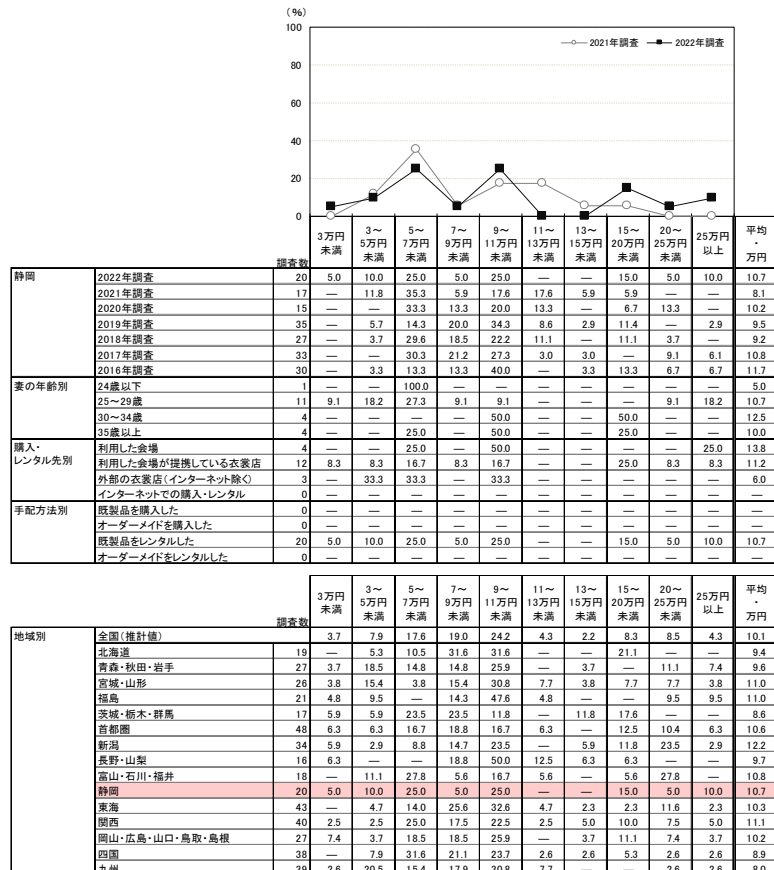 （％）
100
80
60
40
20
0
2021年調査 2022年調査
調査数 3万円未満 3～5万円未満 5～7万円未満 7～9万円未満 9～11万円未満 11～13万円未満 13～15万円未満 15～20万円未満 20～25万円未満 25万円以上 平均・万円
静岡 2022年調査 20 5.0 10.0 25.0 5.0 25.0 — — 15.0 5.0 10.0 10.7
2021年調査 17 — 11.8 35.3 5.9 17.6 17.6 5.9 5.9 — — 8.1
2020年調査 15 — — 33.3 13.3 20.0 13.3 — 6.7 13.3 — 10.2
2019年調査 35 — 5.7 14.3 20.0 34.3 8.6 2.9 11.4 — 2.9 9.5
2018年調査 27 — 3.7 29.6 18.5 22.2 11.1 — 11.1 3.7 — 9.2
2017年調査 33 — — 30.3 21.2 27.3 3.0 3.0 — 9.1 6.1 10.8
2016年調査 30 — 3.3 13.3 13.3 40.0 — 3.3 13.3 6.7 6.7 11.7
妻の年齢別 24歳以下 1 — — 100.0 — — — — — — — 5.0
25～29歳 11 9.1 18.2 27.3 9.1 9.1 — — — 9.1 18.2 10.7
30～34歳 4 — — — — 50.0 — — 50.0 — — 12.5
35歳以上 4 — — 25.0 — 50.0 — — 25.0 — — 10.0
購入・レンタル先別 利用した会場 4 — — 25.0 — 50.0 — — — — 25.0 13.8
利用した会場が提携している衣裳店 12 8.3 8.3 16.7 8.3 16.7 — — 25.0 8.3 8.3 11.2
外部の衣裳店（インターネット除く） 3 — 33.3 33.3 — 33.3 — — — — — 6.0
インターネットでの購入・レンタル 0 — — — — — — — — — — —
手配方法別 既製品を購入した 0 — — — — — — — — — — —
オーダーメイドを購入した 0 — — — — — — — — — — —
既製品をレンタルした 20 5.0 10.0 25.0 5.0 25.0 — — 15.0 5.0 10.0 10.7
オーダーメイドをレンタルした 0 — — — — — — — — — — —
調査数 3万円未満 3～5万円未満 5～7万円未満 7～9万円未満 9～11万円未満 11～13万円未満 13～15万円未満 15～20万円未満 20～25万円未満 25万円以上 平均・万円
地域別 全国（推計値） 3.7 7.9 17.6 19.0 24.2 4.3 2.2 8.3 8.5 4.3 10.1
北海道 19 — 5.3 10.5 31.6 31.6 — — 21.1 — — 9.4
青森・秋田・岩手 27 3.7 18.5 14.8 14.8 25.9 — 3.7 — 11.1 7.4 9.6
宮城・山形 26 3.8 15.4 3.8 15.4 30.8 7.7 3.8 7.7 7.7 3.8 11.0
福島 21 4.8 9.5 — 14.3 47.6 4.8 — — 9.5 9.5 11.0
茨城・栃木・群馬 17 5.9 5.9 23.5 23.5 11.8 — 11.8 17.6 — — 8.6
首都圏 48 6.3 6.3 16.7 18.8 16.7 6.3 — 12.5 10.4 6.3 10.6
新潟 34 5.9 2.9 8.8 14.7 23.5 — 5.9 11.8 23.5 2.9 12.2
長野・山梨 16 6.3 — — 18.8 50.0 12.5 6.3 6.3 — — 9.7
富山・石川・福井 18 — 11.1 27.8 5.6 16.7 5.6 — 5.6 27.8 — 10.8
静岡 20 5.0 10.0 25.0 5.0 25.0 — — 15.0 5.0 10.0 10.7
東海 43 — 4.7 14.0 25.6 32.6 4.7 2.3 2.3 11.6 2.3 10.3
関西 40 2.5 2.5 25.0 17.5 22.5 2.5 5.0 10.0 7.5 5.0 11.1
岡山・広島・山口・鳥取・島根 27 7.4 3.7 18.5 18.5 25.9 — 3.7 11.1 7.4 3.7 10.2
四国 38 — 7.9 31.6 21.1 23.7 2.6 2.6 5.3 2.6 2.6 8.9
九州 39 2.6 20.5 15.4 17.9 30.8 7.7 — — 2.6 2.6 8.0